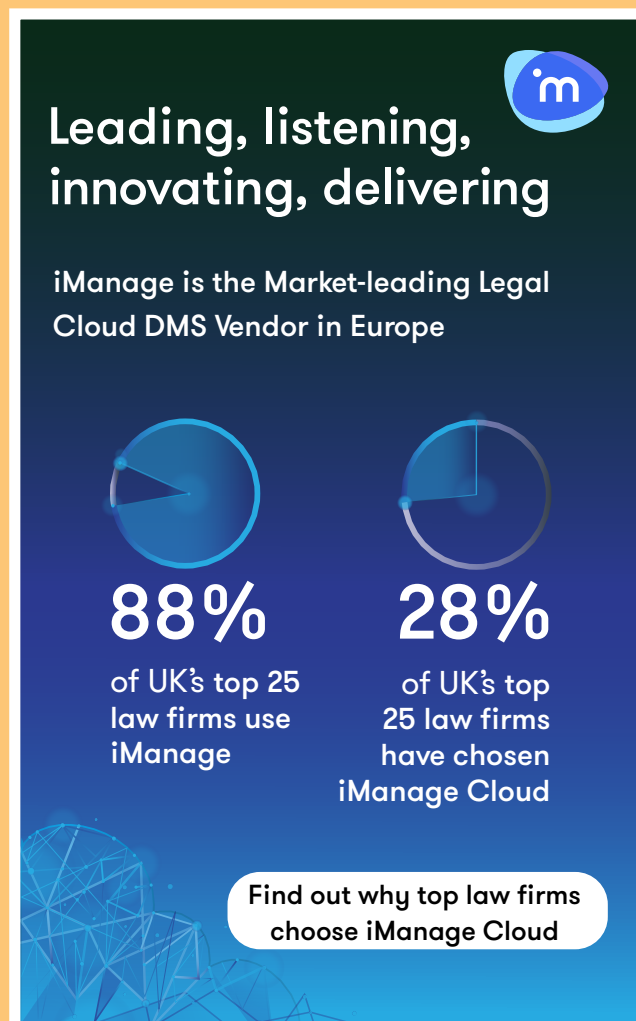 m
Leading, listening,
innovating, delivering
iManage is the Market-leading Legal
Cloud DMS Vendor in Europe
88%
of UK's top 25
law firms use
iManage
28%
of UK's top
25 law firms
have chosen
iManage Cloud
Find out why top law firms
choose iManage Cloud